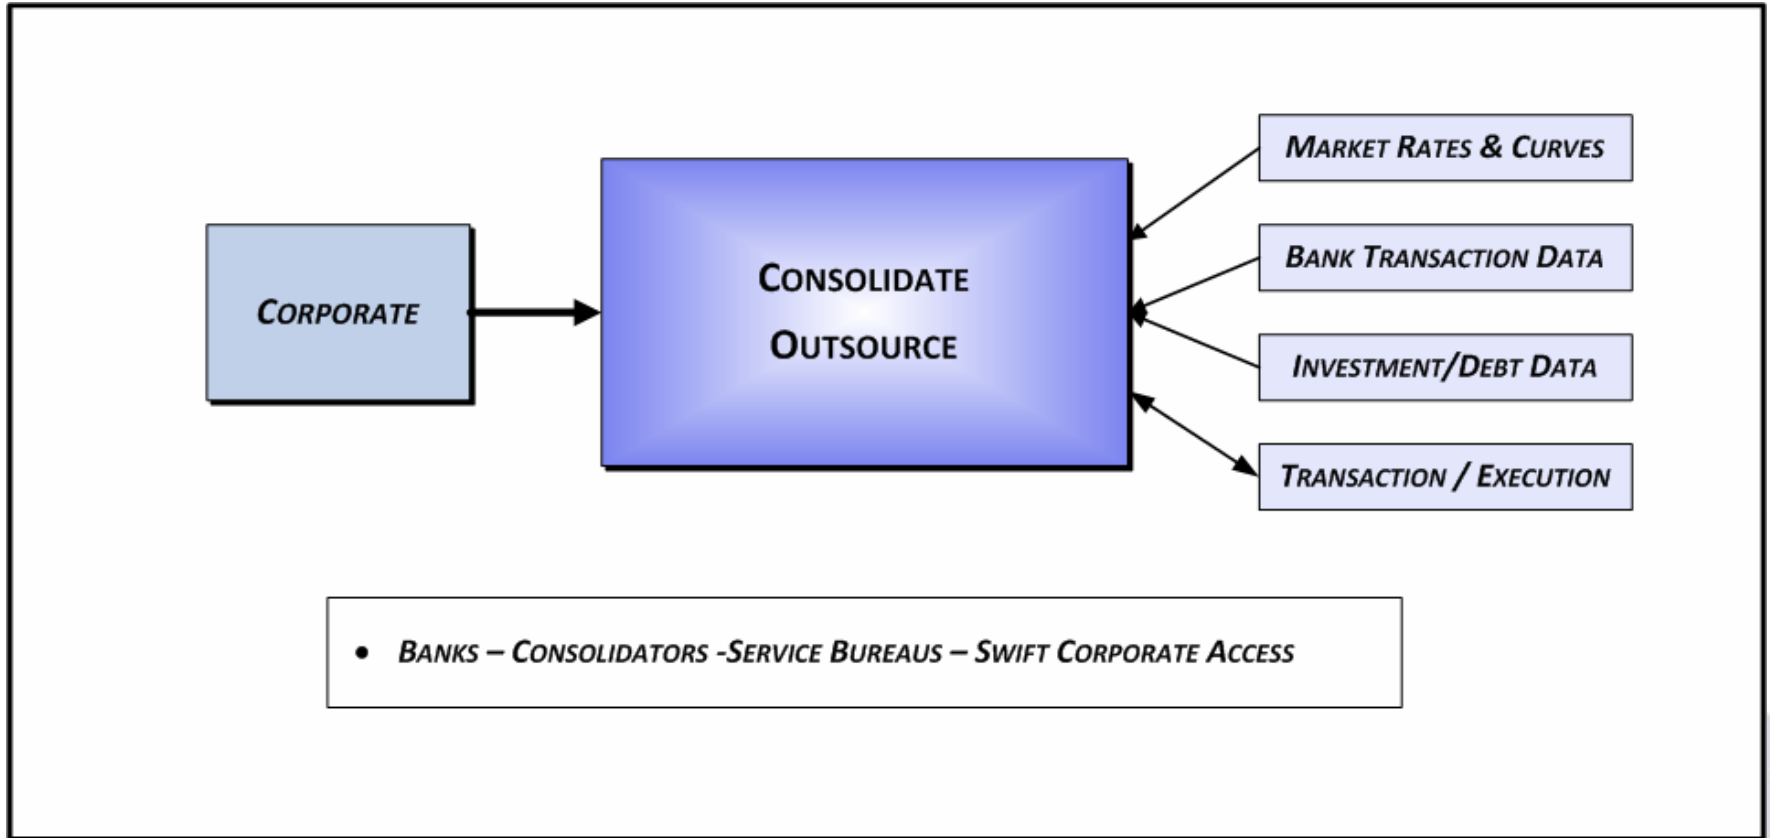 MARKET RATES & CURVES
BANK TRANSACTION DATA
CORPORATE
CONSOLIDATE
OUTSOURCE
INVESTMENT/DEBT DATA
TRANSACTION / EXECUTION
• BANKS – CONSOLIDATORS -SERVICE BUREAUS – SWIFT CORPORATE ACCESS